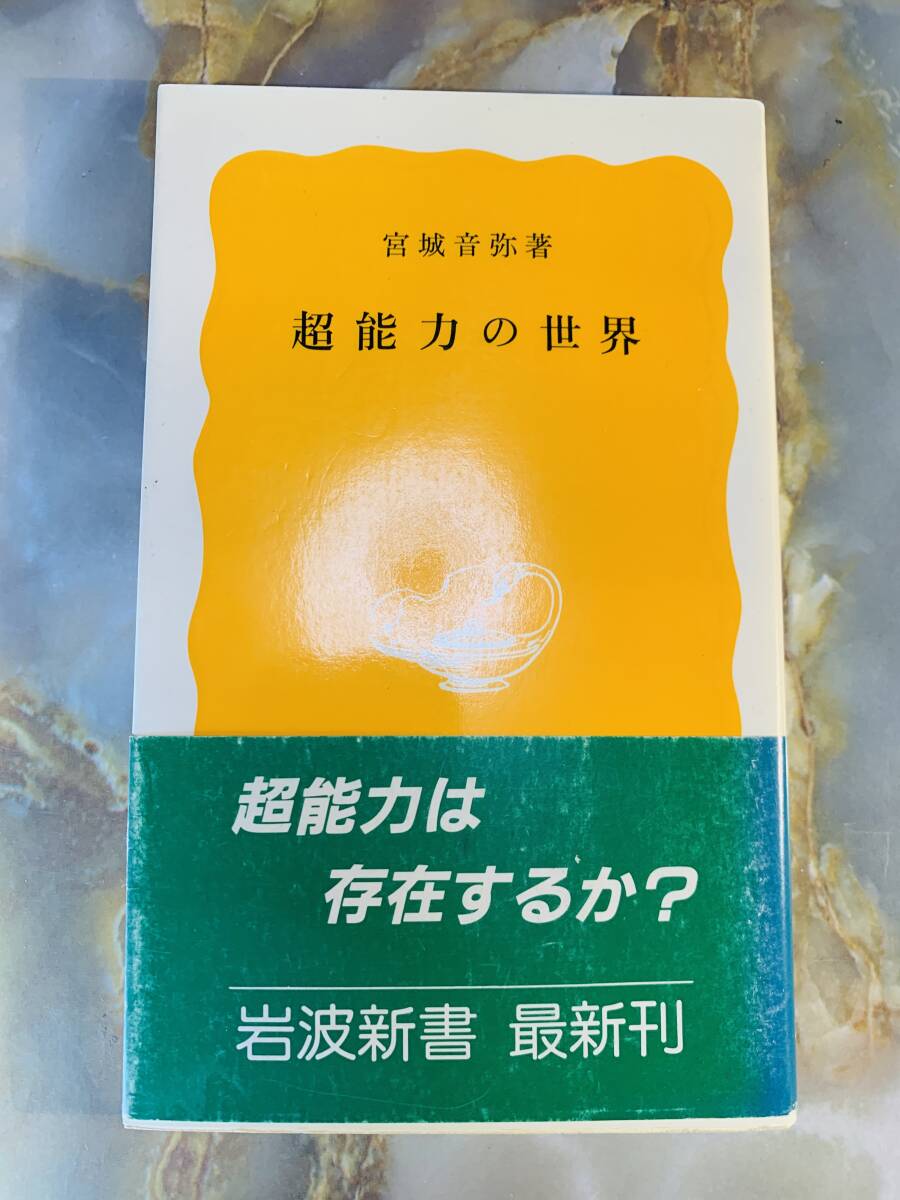 宮城音弥著
超能力の世界
超能力は
存在するか?
岩波新書 最新刊